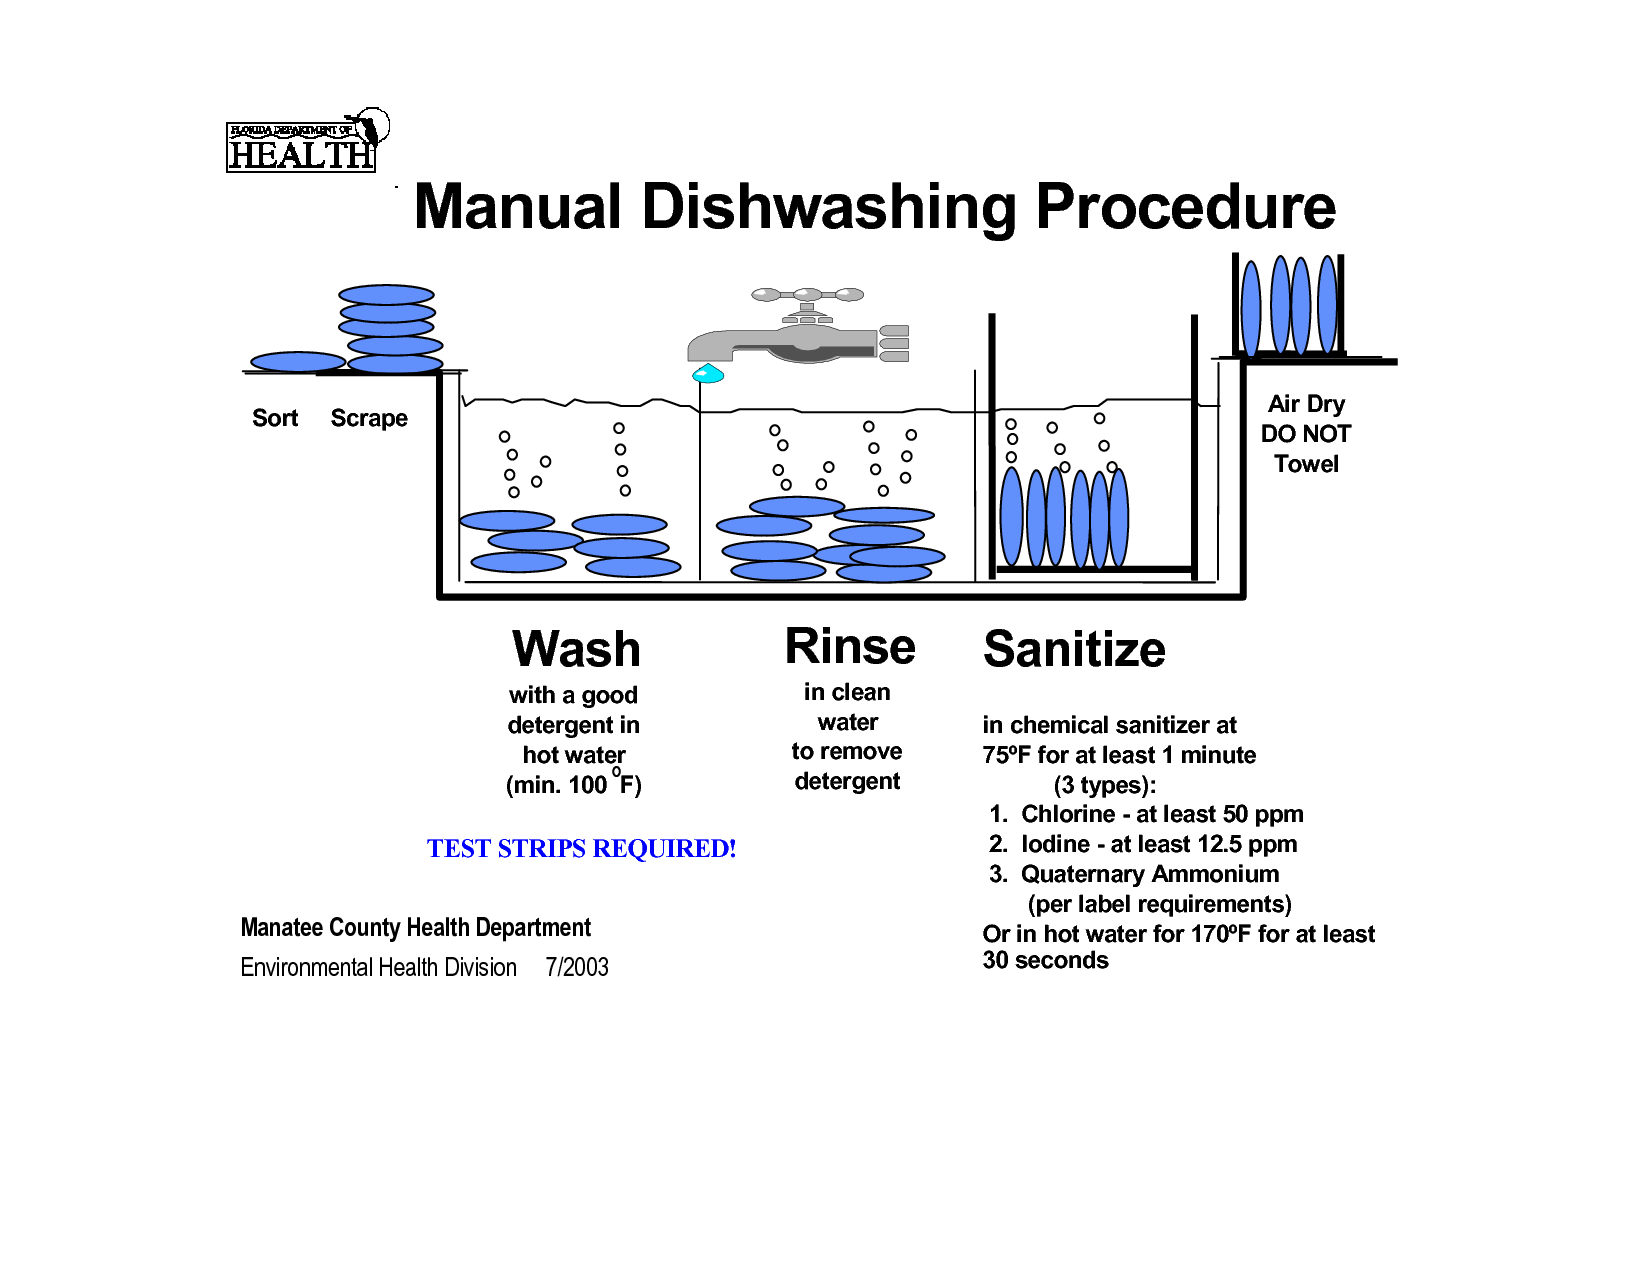 FLORIDA DEPARTMENT OF
HEALTH
Manual Dishwashing Procedure
Sort Scrape
Air Dry
DO NOT
Towel
Wash
with a good
detergent in
hot water
(min. 100 ºF)
Rinse
in clean
water
to remove
detergent
Sanitize
in chemical sanitizer at
75ºF for at least 1 minute
(3 types):
1. Chlorine - at least 50 ppm
2. Iodine - at least 12.5 ppm
3. Quaternary Ammonium
(per label requirements)
Or in hot water for 170ºF for at least
30 seconds
TEST STRIPS REQUIRED!
Manatee County Health Department
Environmental Health Division 7/2003